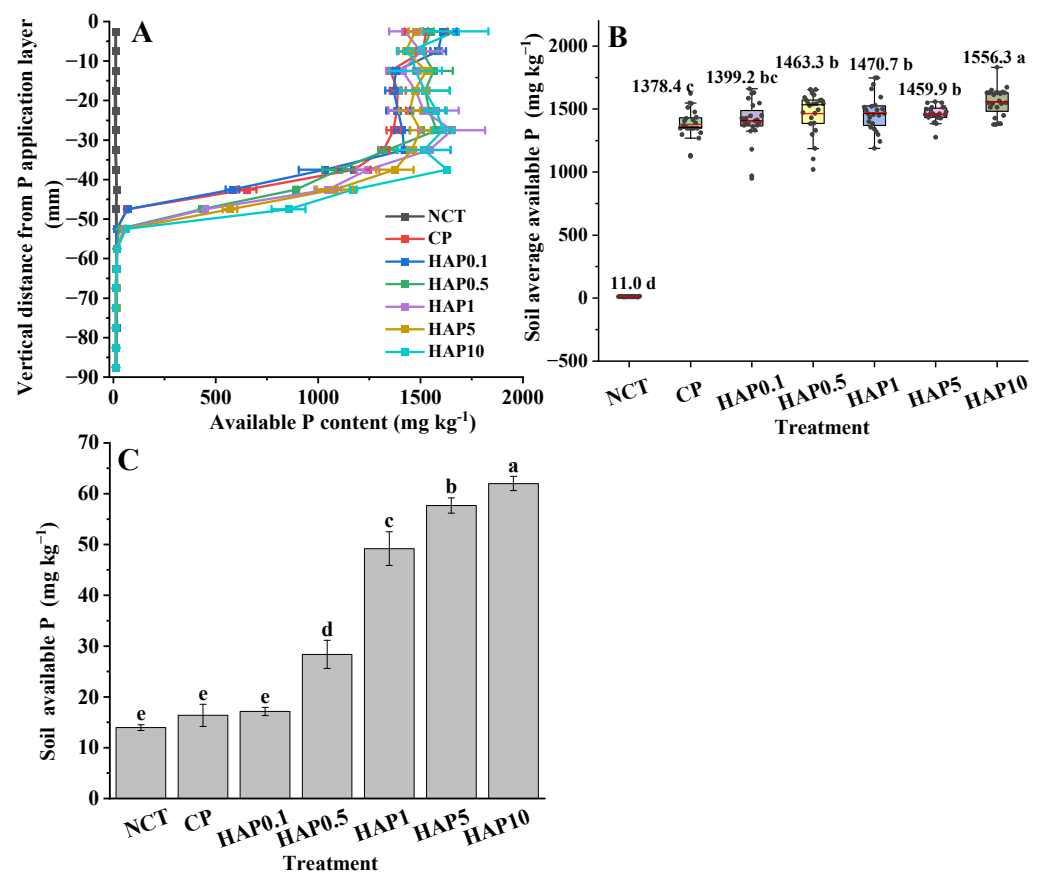 A
0
−10
−20
−30
−40
−50
−60
−70
−80
−90
Vertical distance from P application layer
(mm)
NCT
CP
HAP0.1
HAP0.5
HAP1
HAP5
HAP10
0
500
1000
1500
2000
Available P content (mg kg⁻¹)
B
2000
1500
1000
500
0
−500
Soil average available P (mg kg⁻¹)
11.0 d
1378.4 c
1399.2 bc
1463.3 b
1470.7 b
1459.9 b
1556.3 a
NCT
CP
HAP0.1
HAP0.5
HAP1
HAP5
HAP10
Treatment
C
70
60
50
40
30
20
10
0
Soil available P (mg kg⁻¹)
e
e
e
d
c
b
a
NCT
CP
HAP0.1
HAP0.5
HAP1
HAP5
HAP10
Treatment